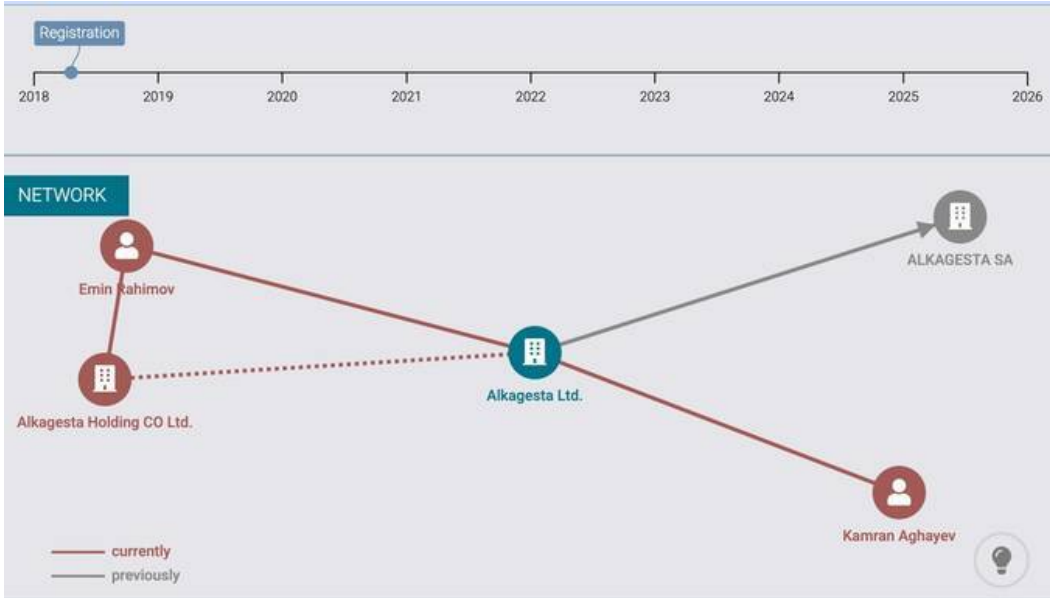 Registration
2018 2019 2020 2021 2022 2023 2024 2025 2026
NETWORK
ALKAGESTA SA
Emin Rahimov
Alkagesta Ltd.
Alkagesta Holding CO Ltd.
Kamran Aghayev
currently
previously